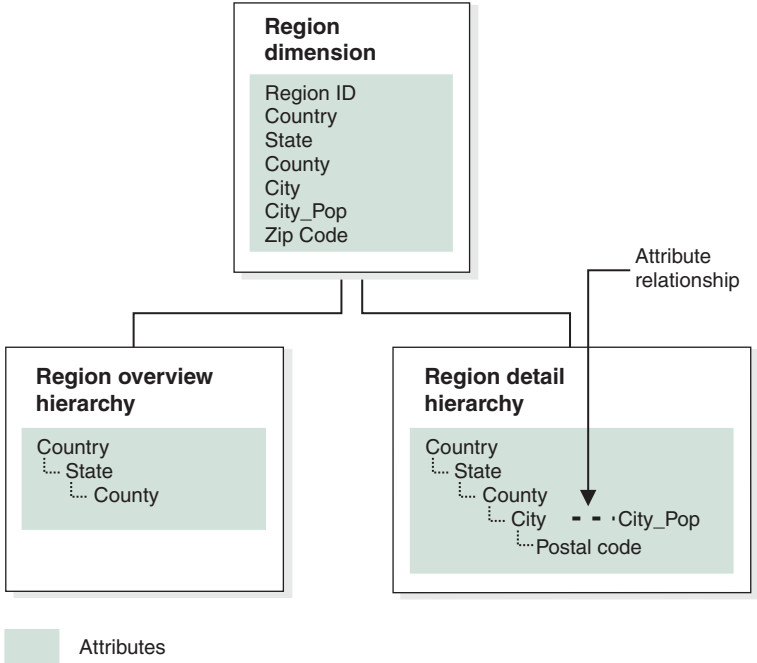 Region
dimension
Region ID
Country
State
County
City
City_Pop
Zip Code
Attribute
relationship
Region overview
hierarchy
Country
State
County
Region detail
hierarchy
Country
State
County
City
City_Pop
Postal code
Attributes